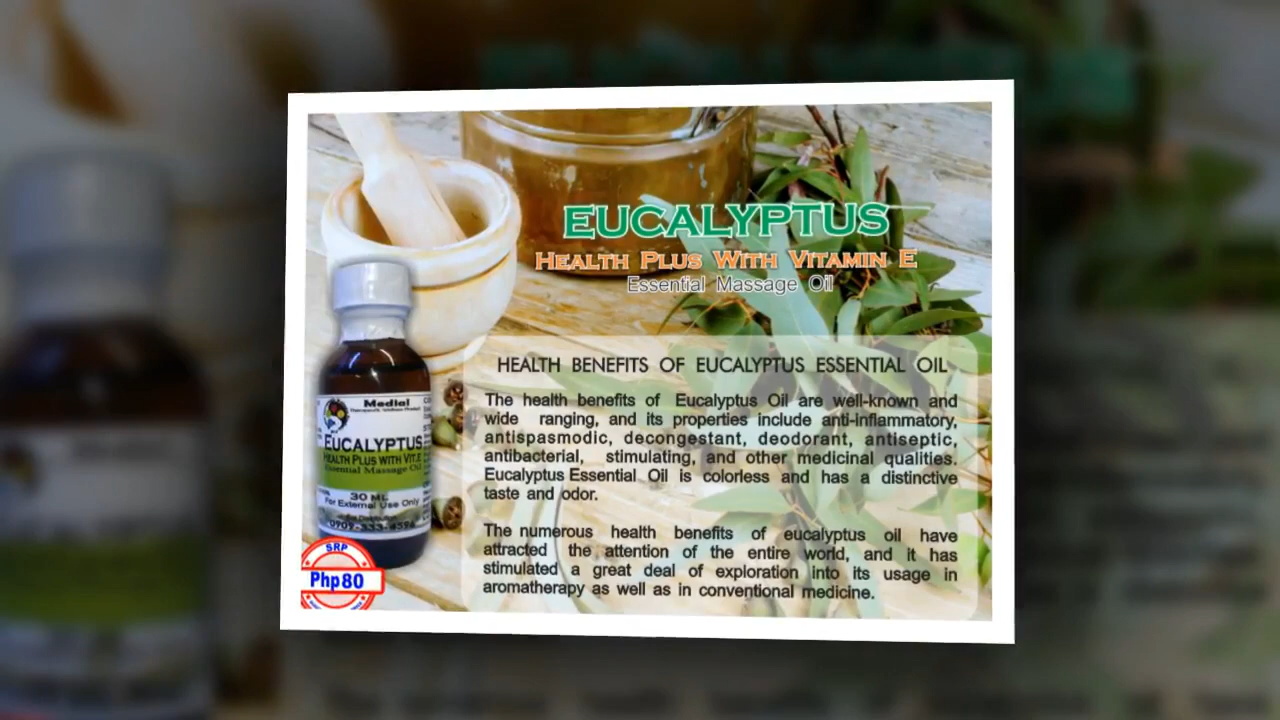 EUCALYPTUS
HEALTH PLUS WITH VITAMIN E
Essential Massage Oil
HEALTH BENEFITS OF EUCALYPTUS ESSENTIAL OIL
The health benefits of Eucalyptus Oil are well-known and
wide ranging, and its properties include anti-inflammatory,
antispasmodic, decongestant, deodorant, antiseptic,
antibacterial, stimulating, and other medicinal qualities.
Eucalyptus Essential Oil is colorless and has a distinctive
taste and odor.
The numerous health benefits of eucalyptus oil have
attracted the attention of the entire world, and it has
stimulated a great deal of exploration into its usage in
aromatherapy as well as in conventional medicine.
Medial
EUCALYPTUS
HEALTH PLUS WITH VIT.E
Essential Massage Oil
30 ML
For External Use Only
0909-333-4596
SRP
Php80